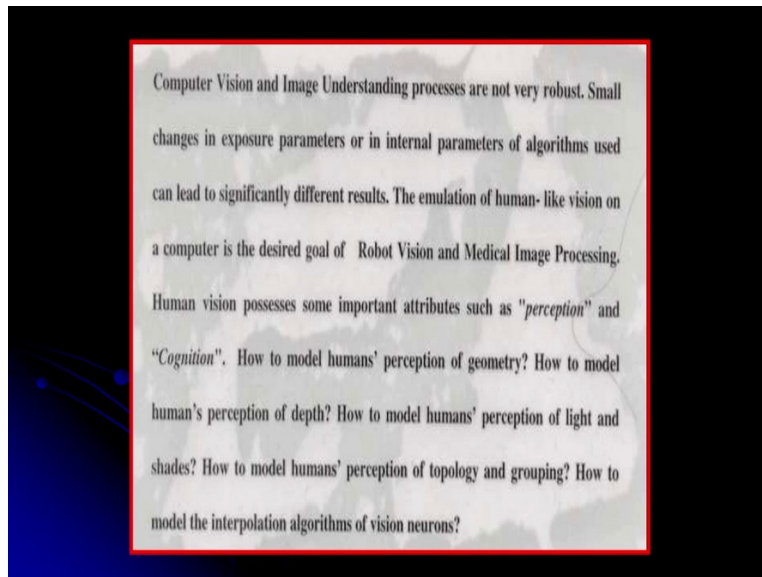 Computer Vision and Image Understanding processes are not very robust. Small
changes in exposure parameters or in internal parameters of algorithms used
can lead to significantly different results. The emulation of human- like vision on
a computer is the desired goal of Robot Vision and Medical Image Processing.
Human vision possesses some important attributes such as "perception" and
“Cognition". How to model humans’ perception of geometry? How to model
human’s perception of depth? How to model humans’ perception of light and
shades? How to model humans’ perception of topology and grouping? How to
model the interpolation algorithms of vision neurons?